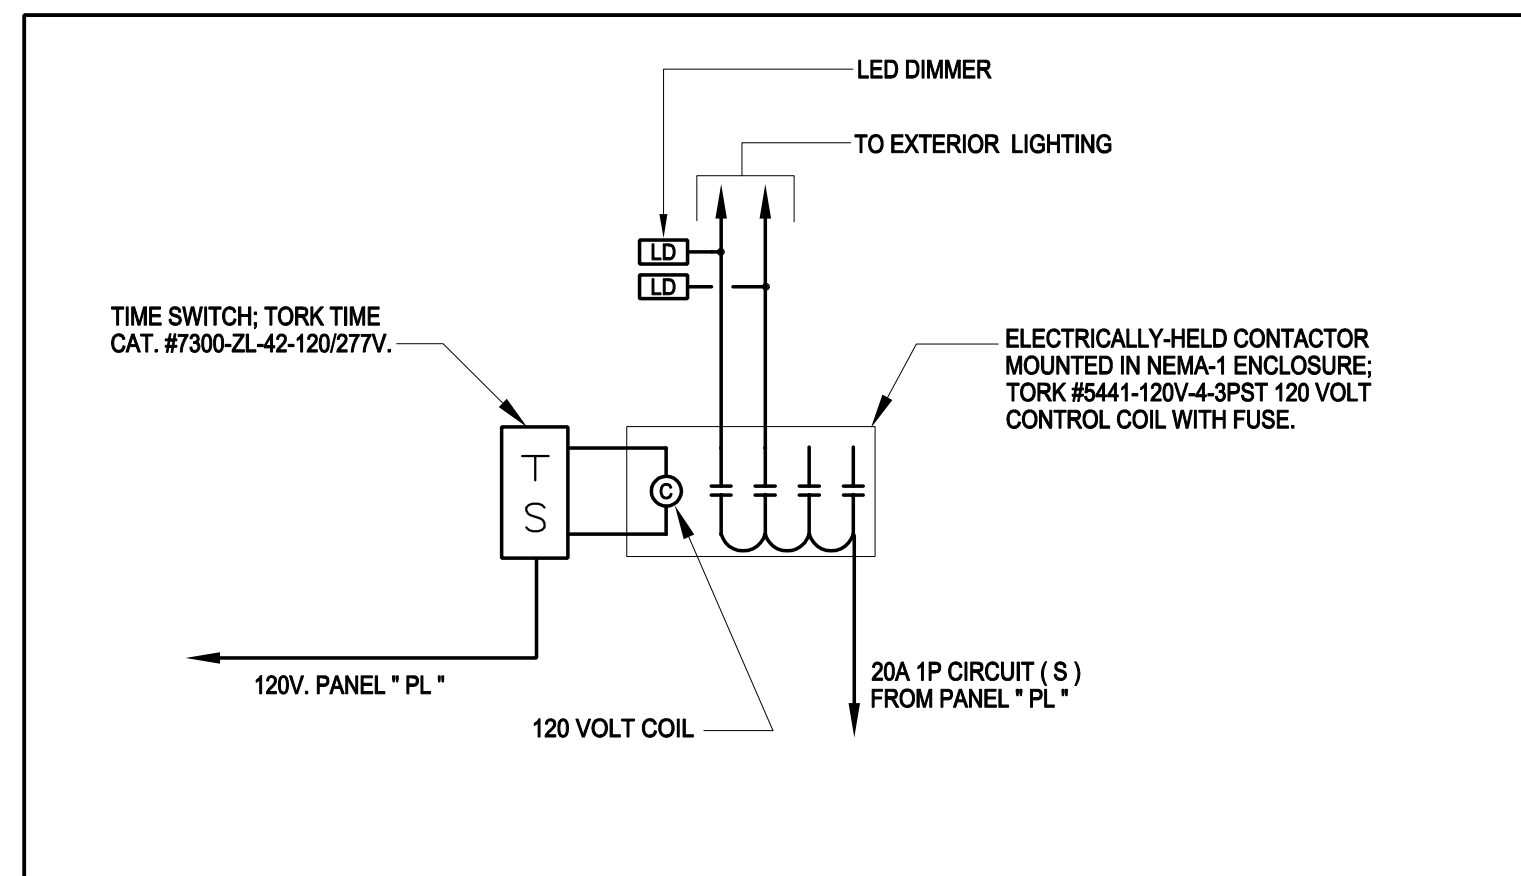 LED DIMMER
TO EXTERIOR LIGHTING
LD
LD
TIME SWITCH; TORK TIME
CAT. #7300-ZL-42-120/277V.
ELECTRICALLY-HELD CONTACTOR
MOUNTED IN NEMA-1 ENCLOSURE;
TORK #5441-120V-4-3PST 120 VOLT
CONTROL COIL WITH FUSE.
T
S
C
120V. PANEL " PL "
20A 1P CIRCUIT ( S )
FROM PANEL " PL "
120 VOLT COIL